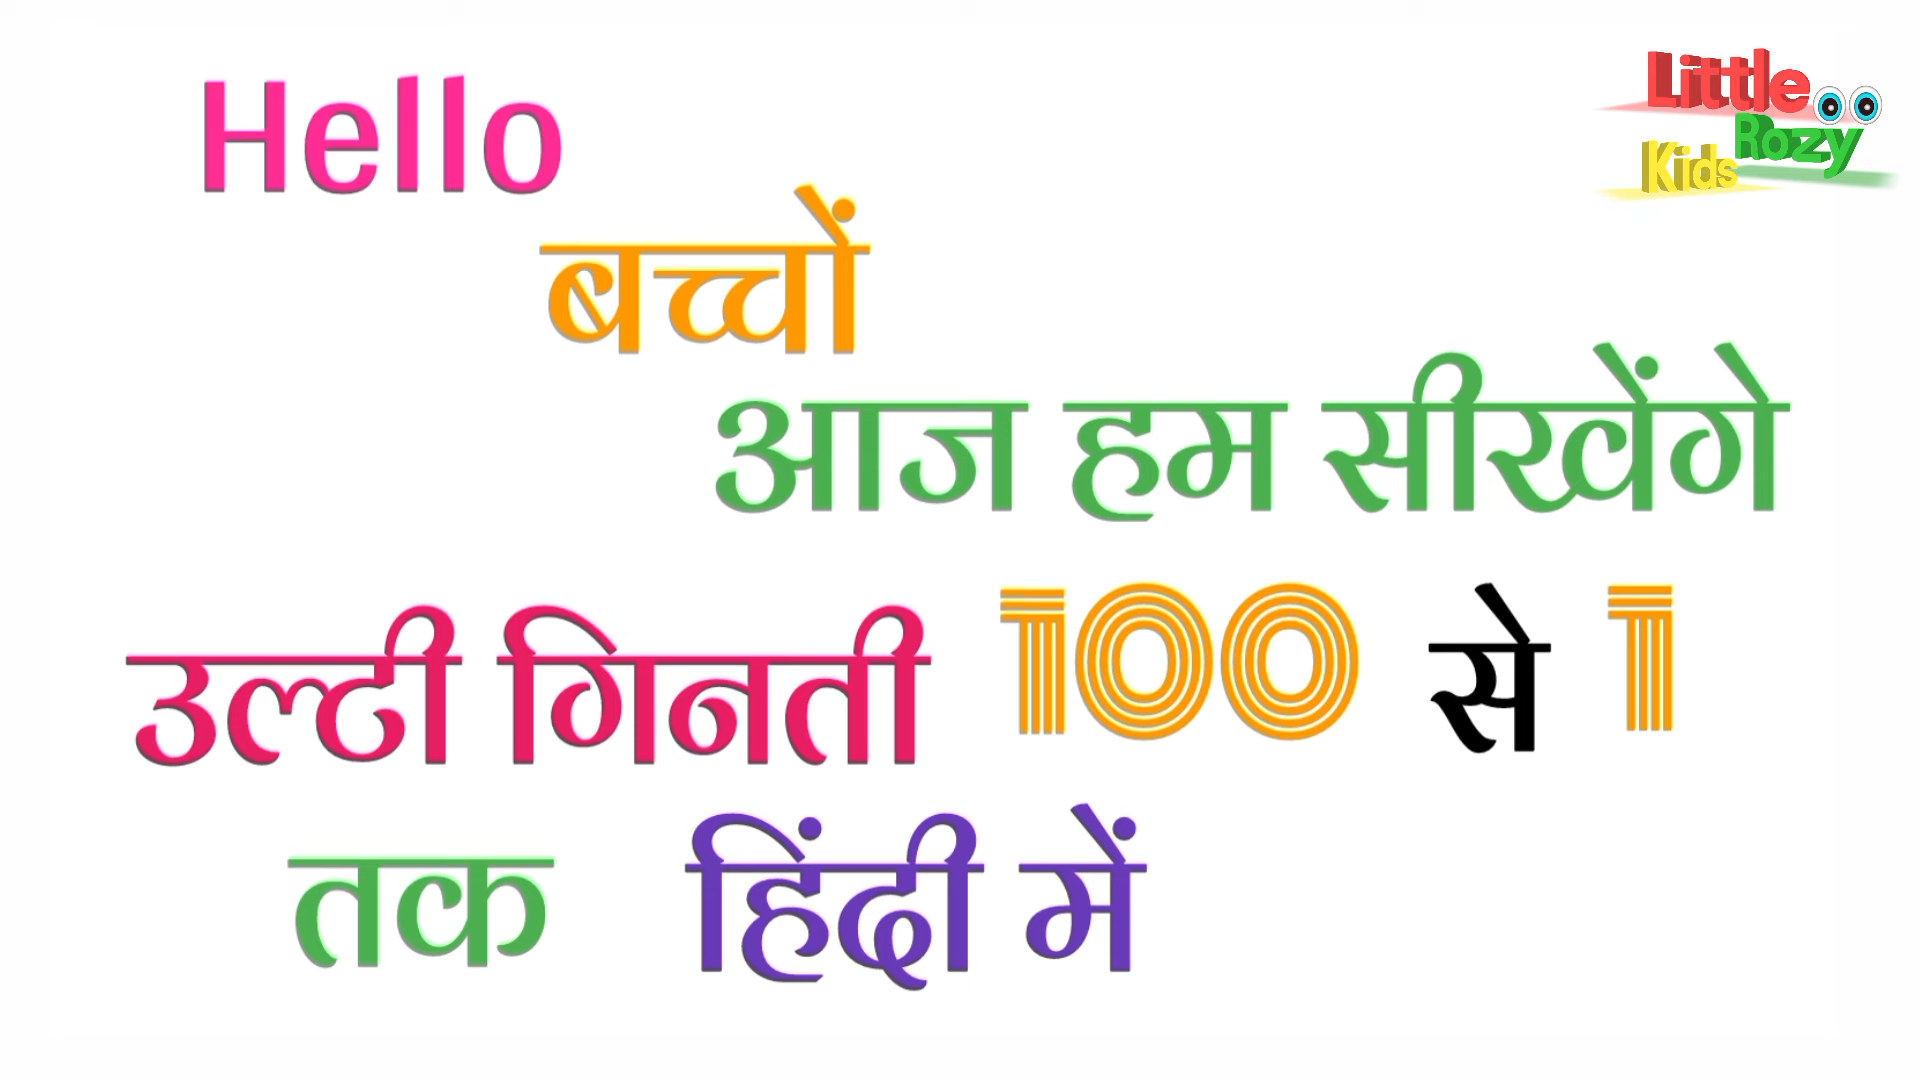 Hello
Little
Rozy
Kids
बच्चों
आज हम सीखेंगे
उल्टी गिनती 100 से 1
तक हिंदी में